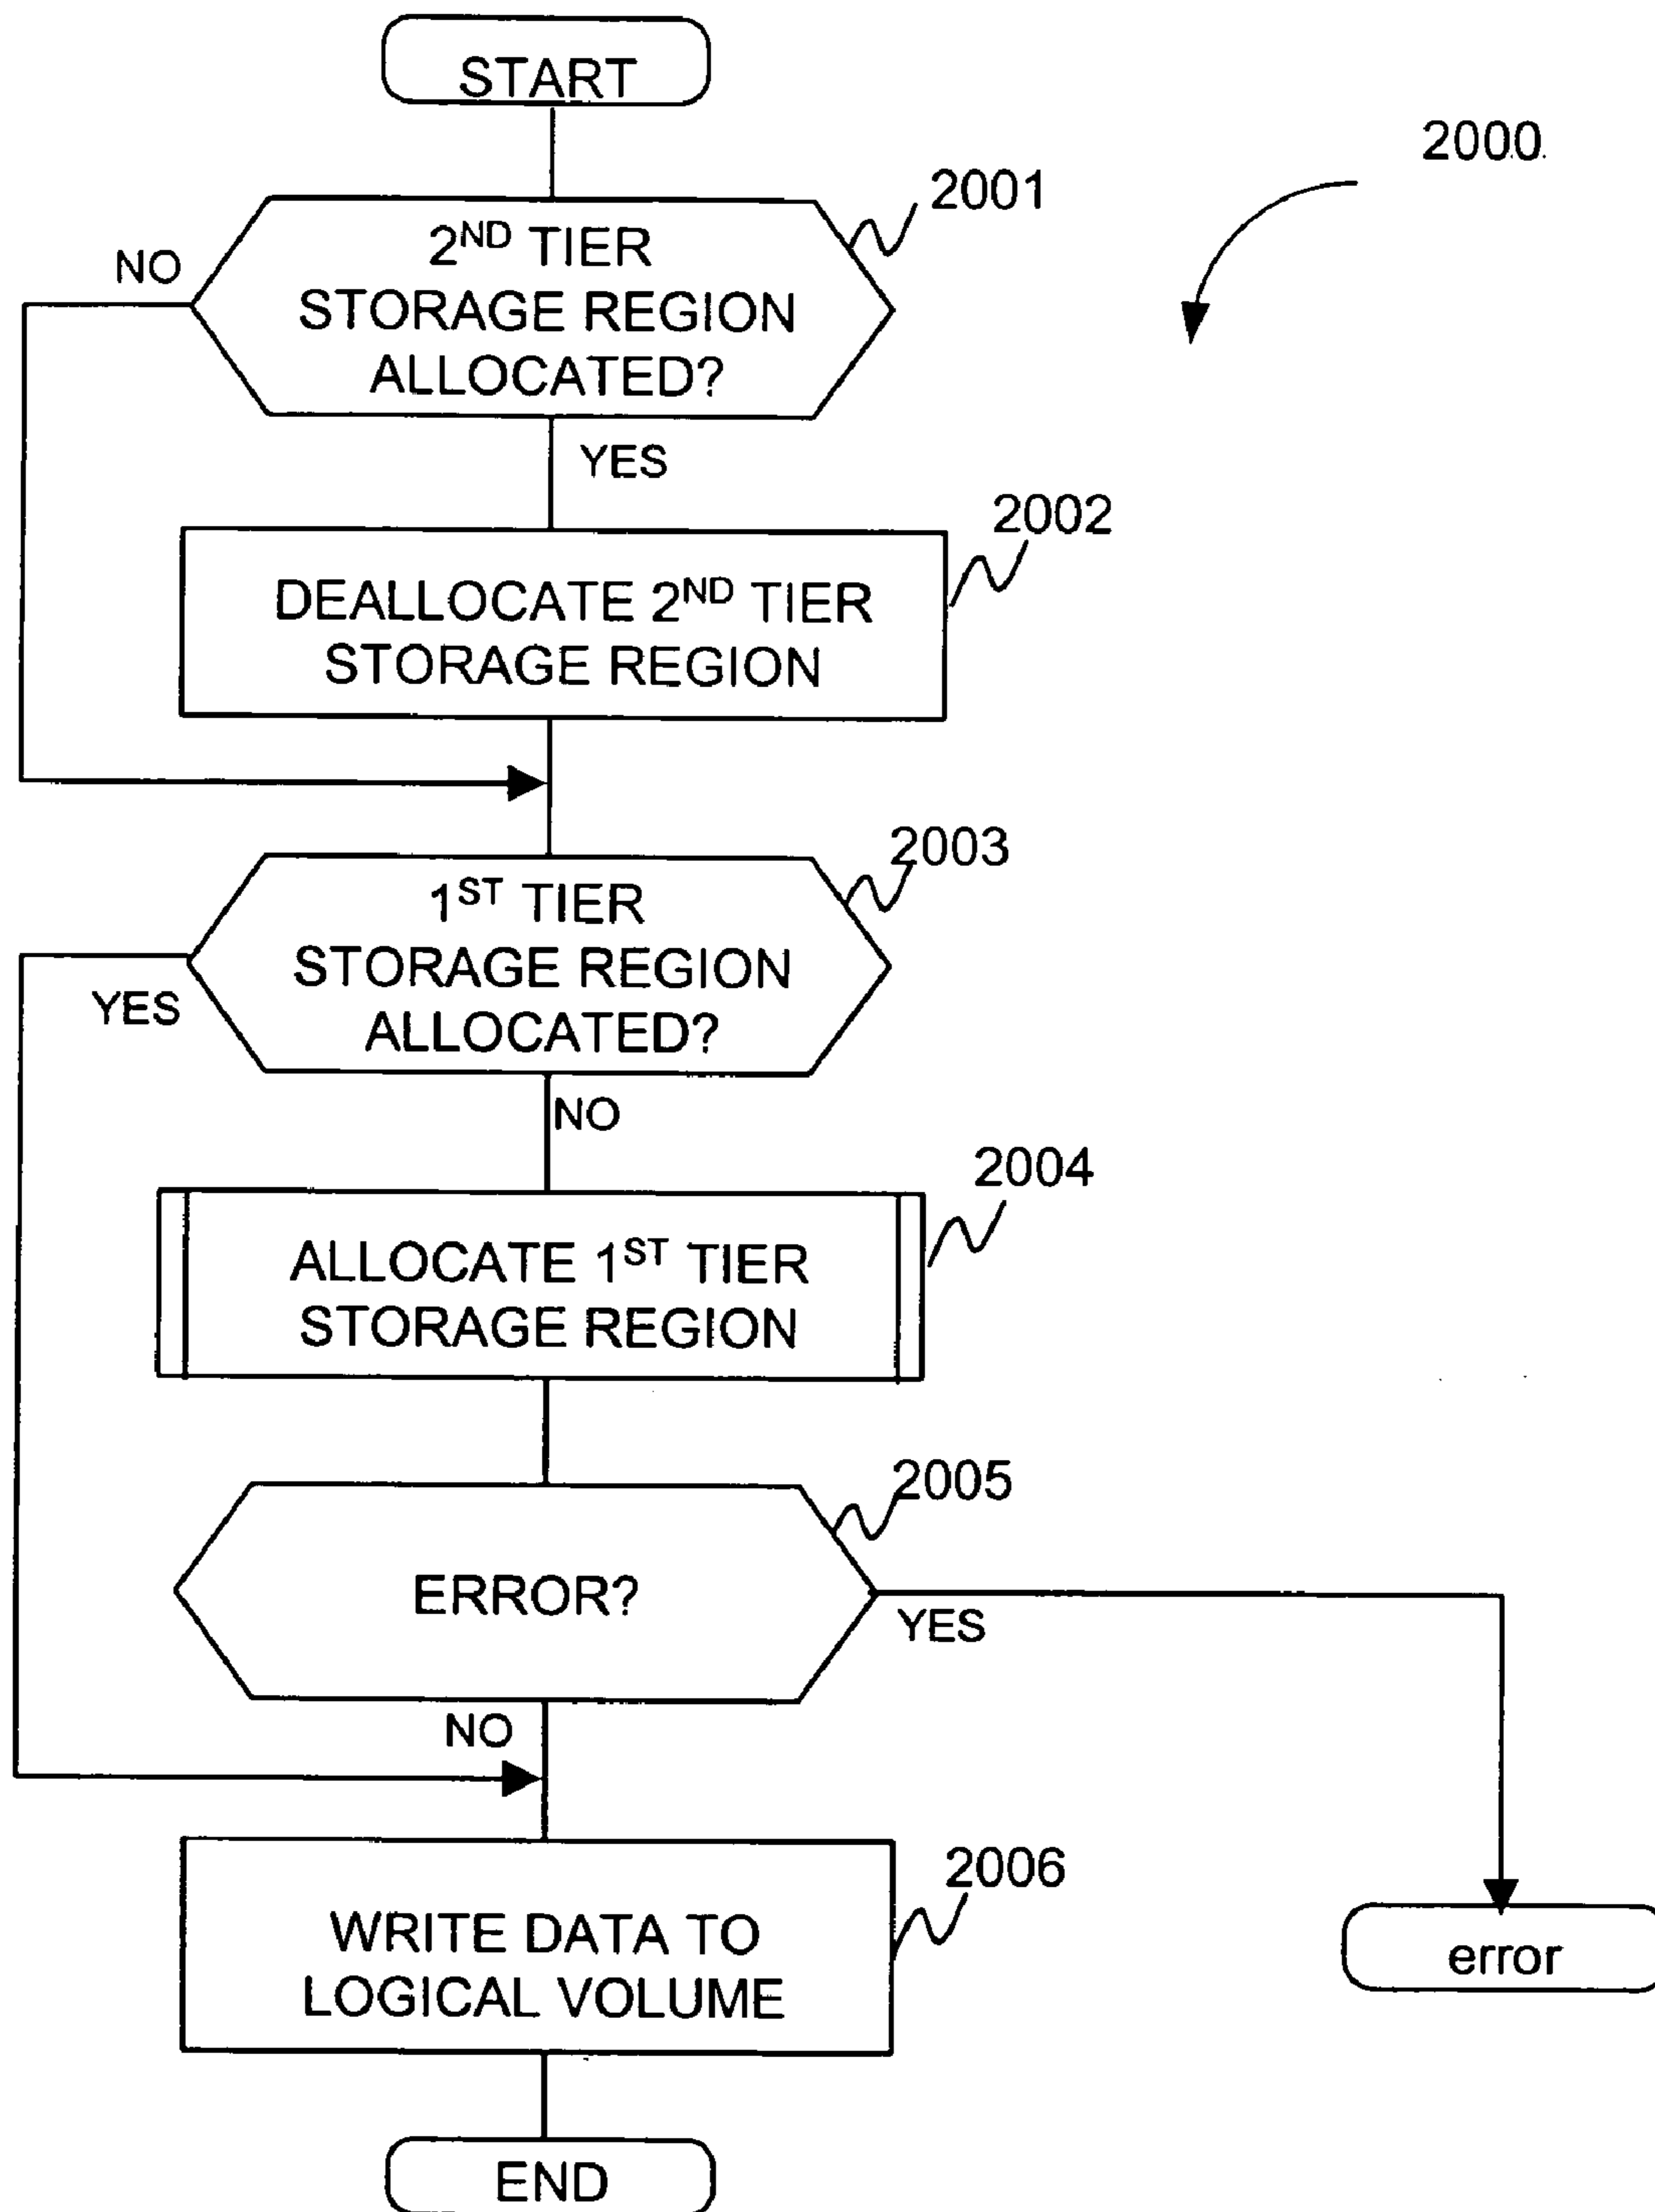 START
2000
2001
2ND TIER
STORAGE REGION
ALLOCATED?
NO
YES
2002
DEALLOCATE 2ND TIER
STORAGE REGION
2003
1ST TIER
STORAGE REGION
ALLOCATED?
YES
NO
2004
ALLOCATE 1ST TIER
STORAGE REGION
2005
ERROR?
YES
NO
2006
WRITE DATA TO
LOGICAL VOLUME
error
END